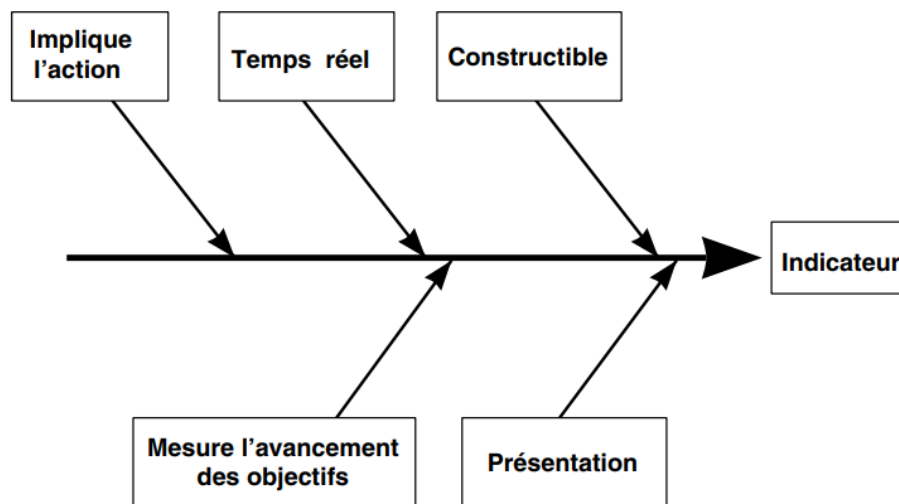 Implique
l'action
Temps réel
Constructible
Indicateur
Mesure l'avancement
des objectifs
Présentation